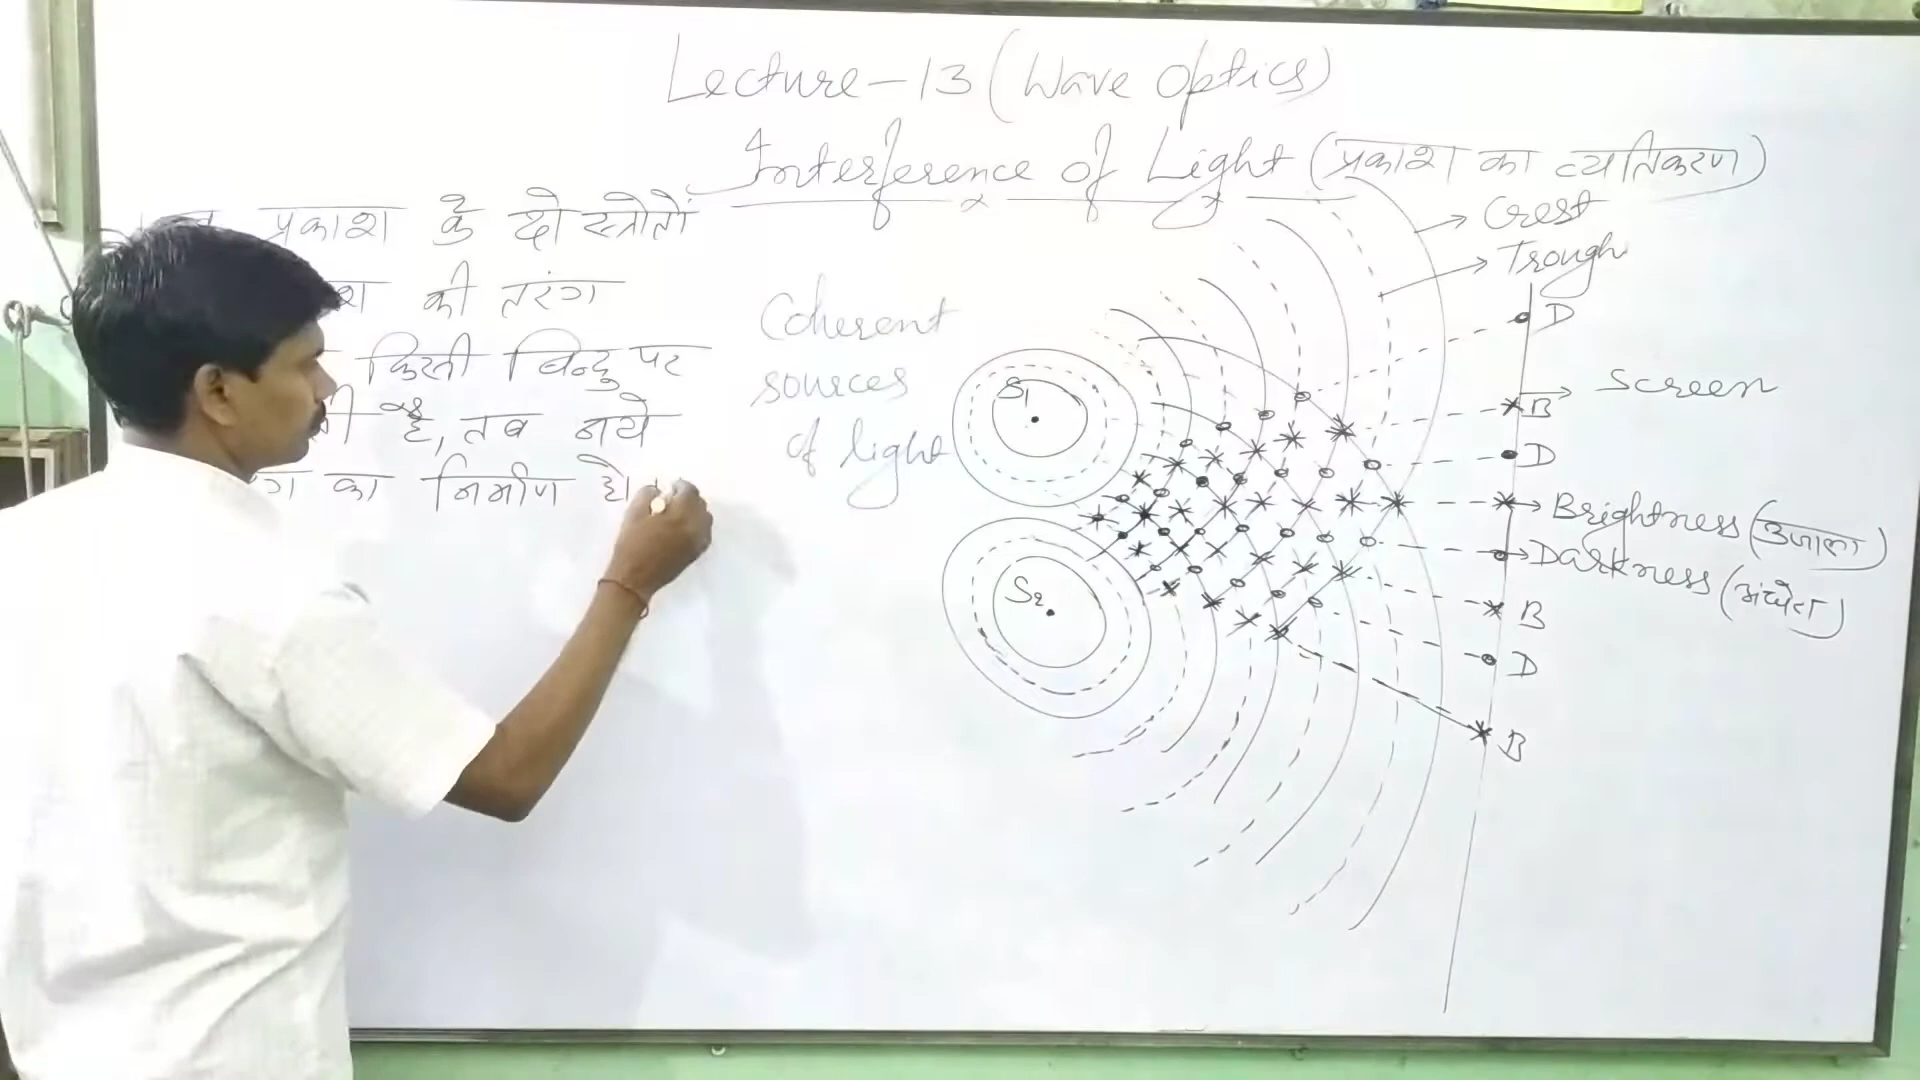 Lecture-13 (Wave Optics)
Interference of Light (प्रकाश का व्यतिकरण)
प्रकाश के दो स्त्रोतों
की तरंग
किसी बिन्दु पर
है, तब नये
का निर्माण हो
Coherent
sources
of light
S1
S2
Crest
Trough
D
B
Screen
D
Brightness (उजाला)
Darkness (अंधेरा)
B
D
B